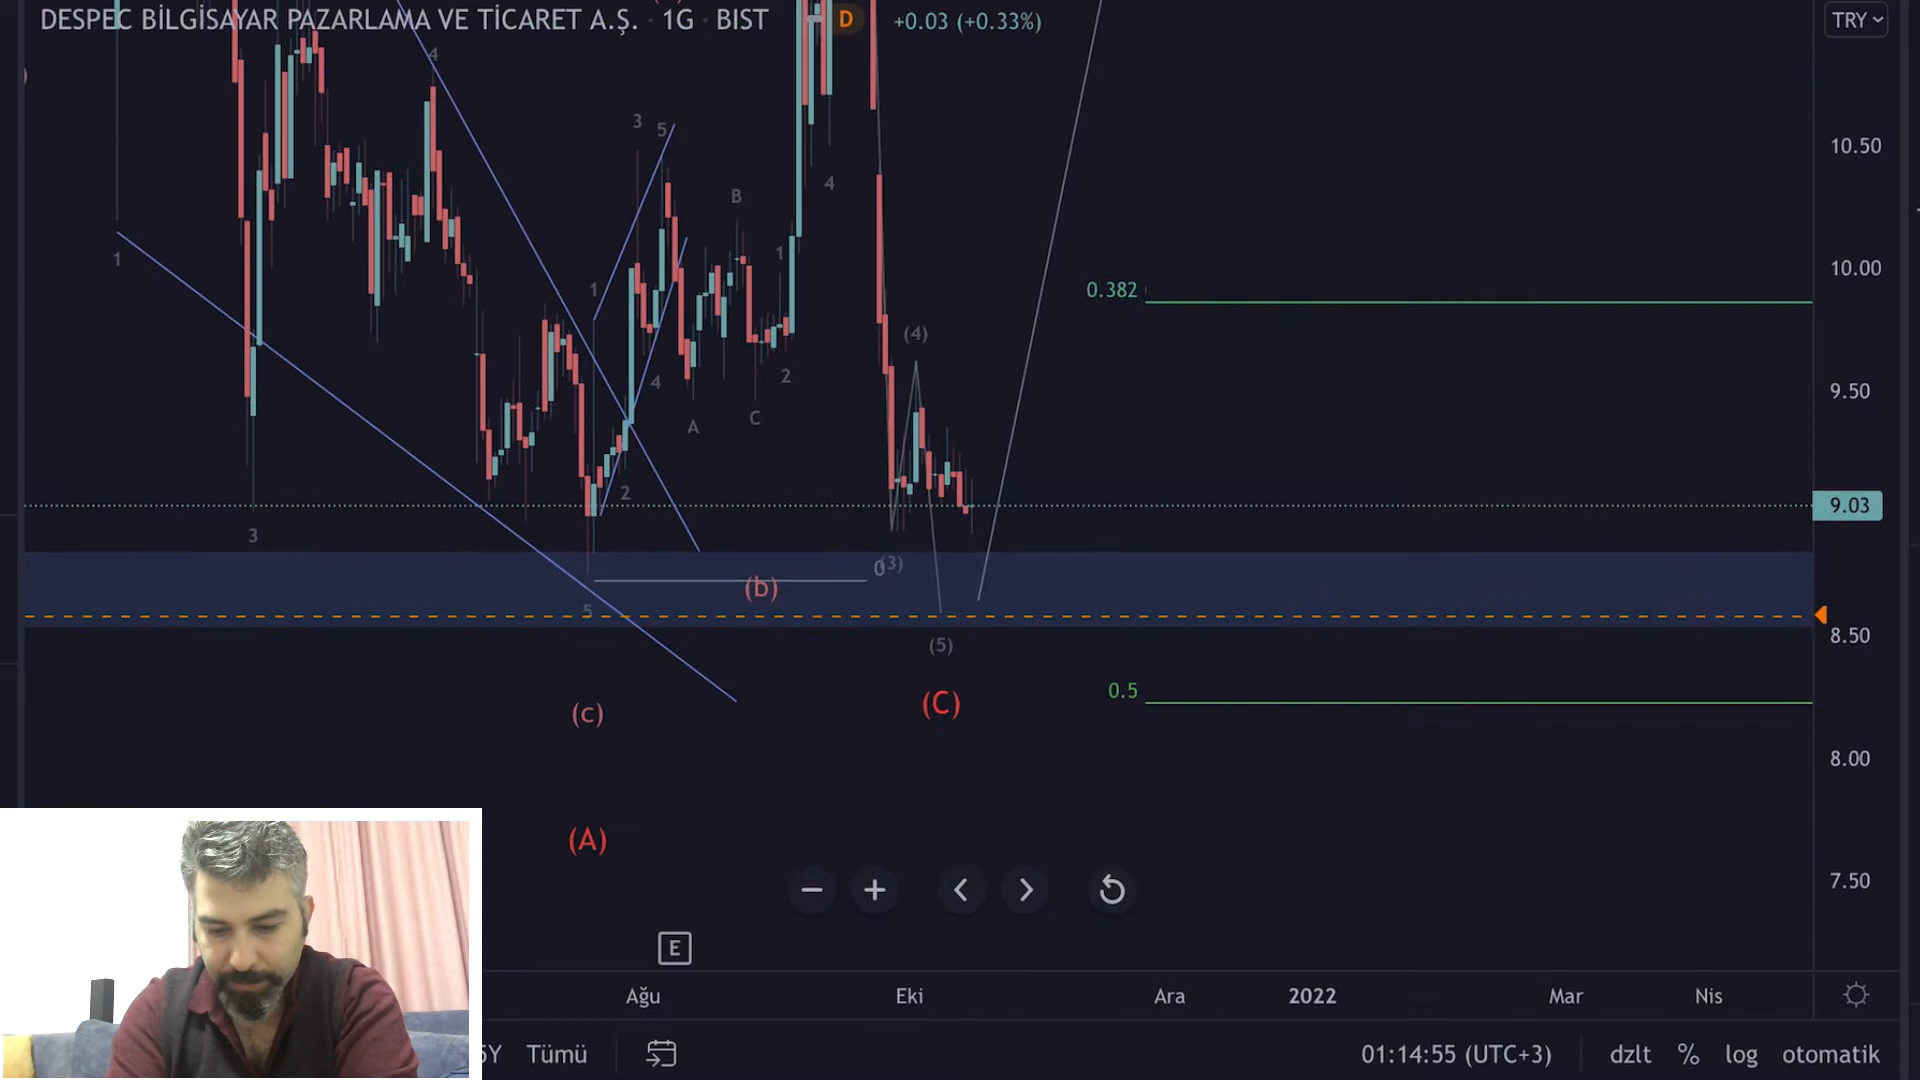 DESPEC BİLGİSAYAR PAZARLAMA VE TİCARET A.Ş. · 1G · BIST D +0.03 (+0.33%)
TRY
4
3 5
10.50
4
B
1
1
10.00
1
0.382
(4)
2
4
9.50
C
A
2
9.03
3
0
(3)
(b)
5
8.50
(5)
0.5
(C)
(c)
8.00
(A)
7.50
E
Ağu Eki Ara 2022 Mar Nis
5Y Tümü 01:14:55 (UTC+3) dzlt % log otomatik